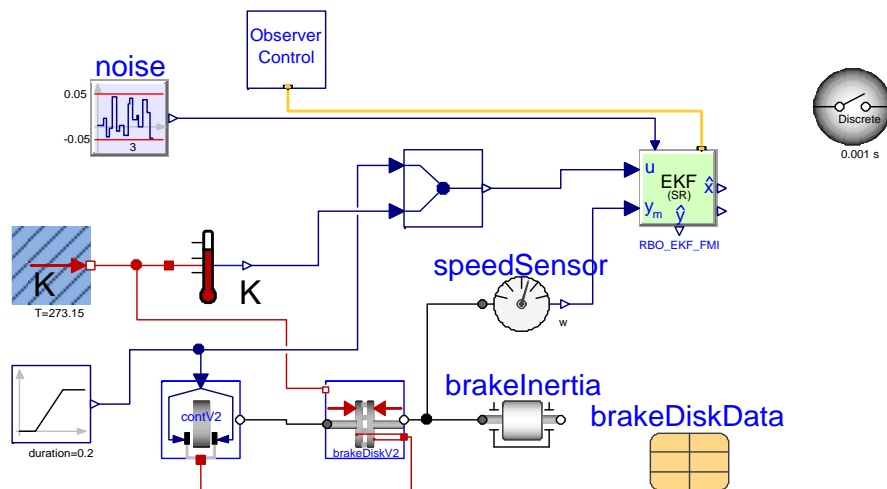 Observer
Control
noise
0.05
-0.05
3
Discrete
0.001 s
u
EKF
(SR)
x̂
yₘ
ŷ
RBO_EKF_FMI
speedSensor
K
K
T=273.15
w
brakeInertia
contV2
brakeDiskData
brakeDiskV2
duration=0.2